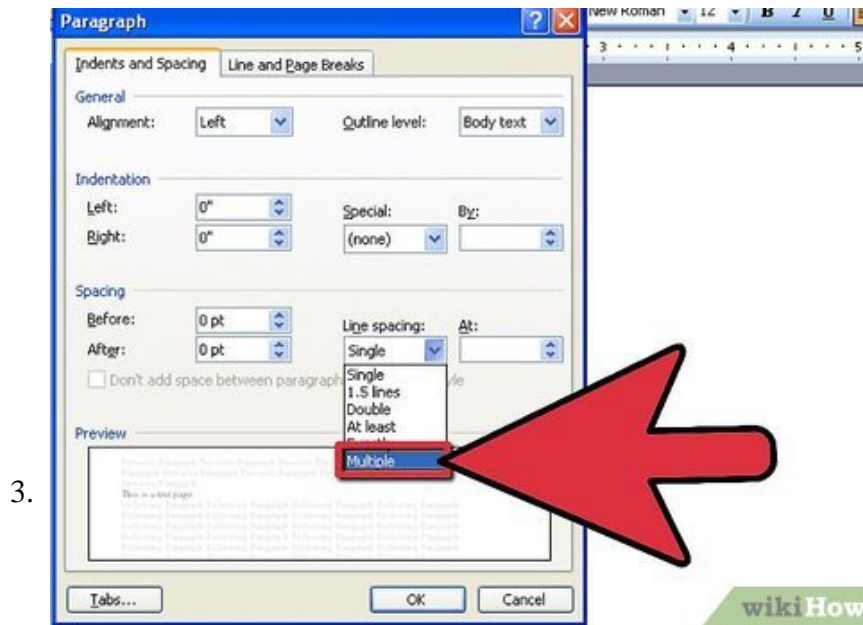 Paragraph
New Roman 12 B I U
3 4 5
Indents and Spacing Line and Page Breaks
General
Alignment: Left Outline level: Body text
Indentation
Left: 0"
Special: By:
Right: 0" (none)
Spacing
Before: 0 pt
Line spacing: At:
After: 0 pt Single
Don't add space between paragraph
Single
1.5 lines
Double
At least
Multiple
Preview
This is a test page.
3.
Tabs... OK Cancel
wikiHow